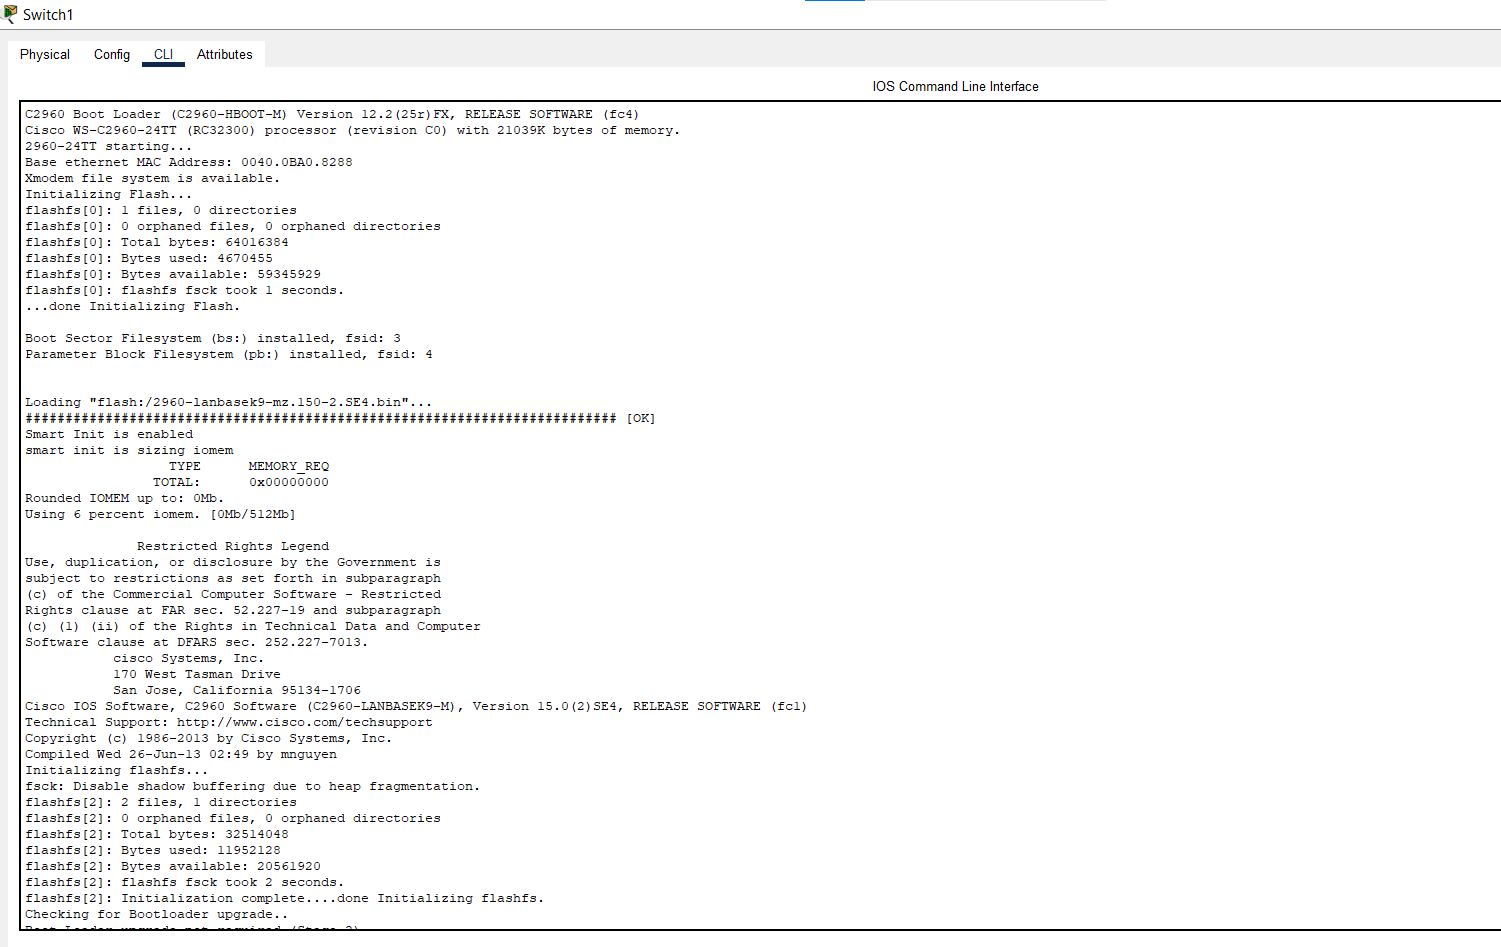 Switch1
Physical Config CLI Attributes
IOS Command Line Interface
C2960 Boot Loader (C2960-HBOOT-M) Version 12.2(25r)FX, RELEASE SOFTWARE (fc4)
Cisco WS-C2960-24TT (RC32300) processor (revision C0) with 21039K bytes of memory.
2960-24TT starting...
Base ethernet MAC Address: 0040.0BA0.8288
Xmodem file system is available.
Initializing Flash...
flashfs[0]: 1 files, 0 directories
flashfs[0]: 0 orphaned files, 0 orphaned directories
flashfs[0]: Total bytes: 64016384
flashfs[0]: Bytes used: 4670455
flashfs[0]: Bytes available: 59345929
flashfs[0]: flashfs fsck took 1 seconds.
...done Initializing Flash.
Boot Sector Filesystem (bs:) installed, fsid: 3
Parameter Block Filesystem (pb:) installed, fsid: 4
Loading "flash:/2960-lanbasek9-mz.150-2.SE4.bin"...
########################################################################## [OK]
Smart Init is enabled
smart init is sizing iomem
TYPE MEMORY_REQ
TOTAL: 0x00000000
Rounded IOMEM up to: 0Mb.
Using 6 percent iomem. [0Mb/512Mb]
Restricted Rights Legend
Use, duplication, or disclosure by the Government is
subject to restrictions as set forth in subparagraph
(c) of the Commercial Computer Software - Restricted
Rights clause at FAR sec. 52.227-19 and subparagraph
(c) (1) (ii) of the Rights in Technical Data and Computer
Software clause at DFARS sec. 252.227-7013.
cisco Systems, Inc.
170 West Tasman Drive
San Jose, California 95134-1706
Cisco IOS Software, C2960 Software (C2960-LANBASEK9-M), Version 15.0(2)SE4, RELEASE SOFTWARE (fc1)
Technical Support: http://www.cisco.com/techsupport
Copyright (c) 1986-2013 by Cisco Systems, Inc.
Compiled Wed 26-Jun-13 02:49 by mnguyen
Initializing flashfs...
fsck: Disable shadow buffering due to heap fragmentation.
flashfs[2]: 2 files, 1 directories
flashfs[2]: 0 orphaned files, 0 orphaned directories
flashfs[2]: Total bytes: 32514048
flashfs[2]: Bytes used: 11952128
flashfs[2]: Bytes available: 20561920
flashfs[2]: flashfs fsck took 2 seconds.
flashfs[2]: Initialization complete....done Initializing flashfs.
Checking for Bootloader upgrade..